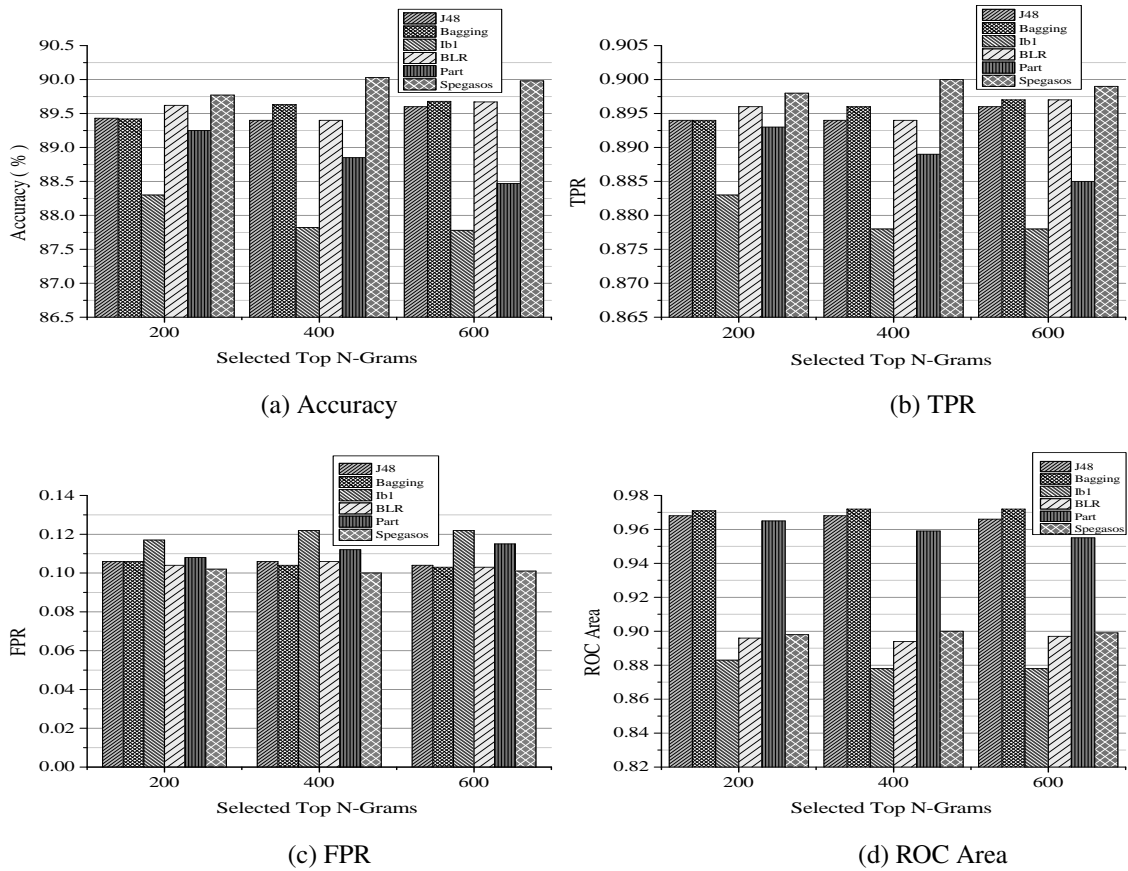 J48
Bagging
Ib1
BLR
Part
Spegasos
90.5
90.0
89.5
89.0
88.5
88.0
87.5
87.0
86.5
Accuracy ( % )
200
400
600
Selected Top N-Grams
(a) Accuracy
J48
Bagging
Ib1
BLR
Part
Spegasos
0.905
0.900
0.895
0.890
0.885
0.880
0.875
0.870
0.865
TPR
200
400
600
Selected Top N-Grams
(b) TPR
J48
Bagging
Ib1
BLR
Part
Spegasos
0.14
0.12
0.10
0.08
0.06
0.04
0.02
0.00
FPR
200
400
600
Selected Top N-Grams
(c) FPR
J48
Bagging
Ib1
BLR
Part
Spegasos
0.98
0.96
0.94
0.92
0.90
0.88
0.86
0.84
0.82
ROC Area
200
400
600
Selected Top N-Grams
(d) ROC Area